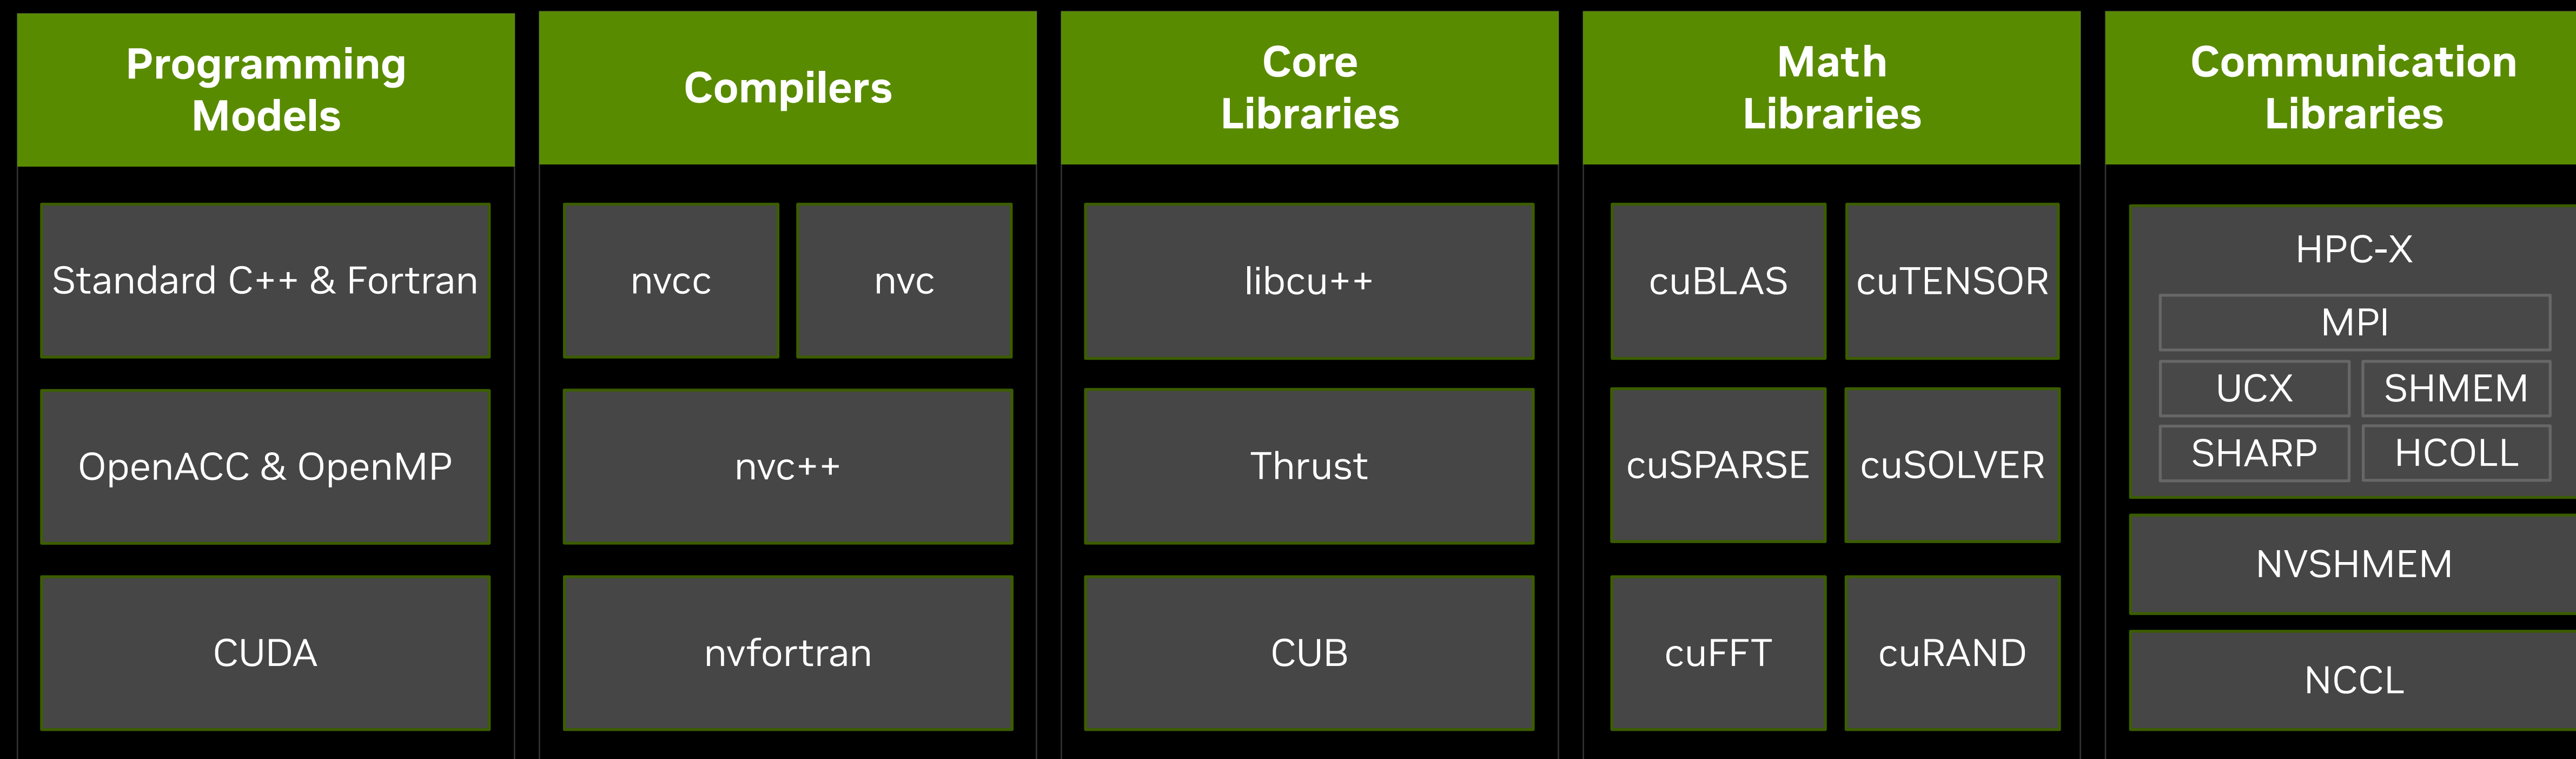 Programming
Models
Standard C++ & Fortran
OpenACC & OpenMP
CUDA
Compilers
nvcc
nvc
nvc++
nvfortran
Core
Libraries
libcu++
Thrust
CUB
Math
Libraries
cuBLAS
cuTENSOR
cuSPARSE
cuSOLVER
cuFFT
cuRAND
Communication
Libraries
HPC-X
MPI
UCX
SHMEM
SHARP
HCOLL
NVSHMEM
NCCL